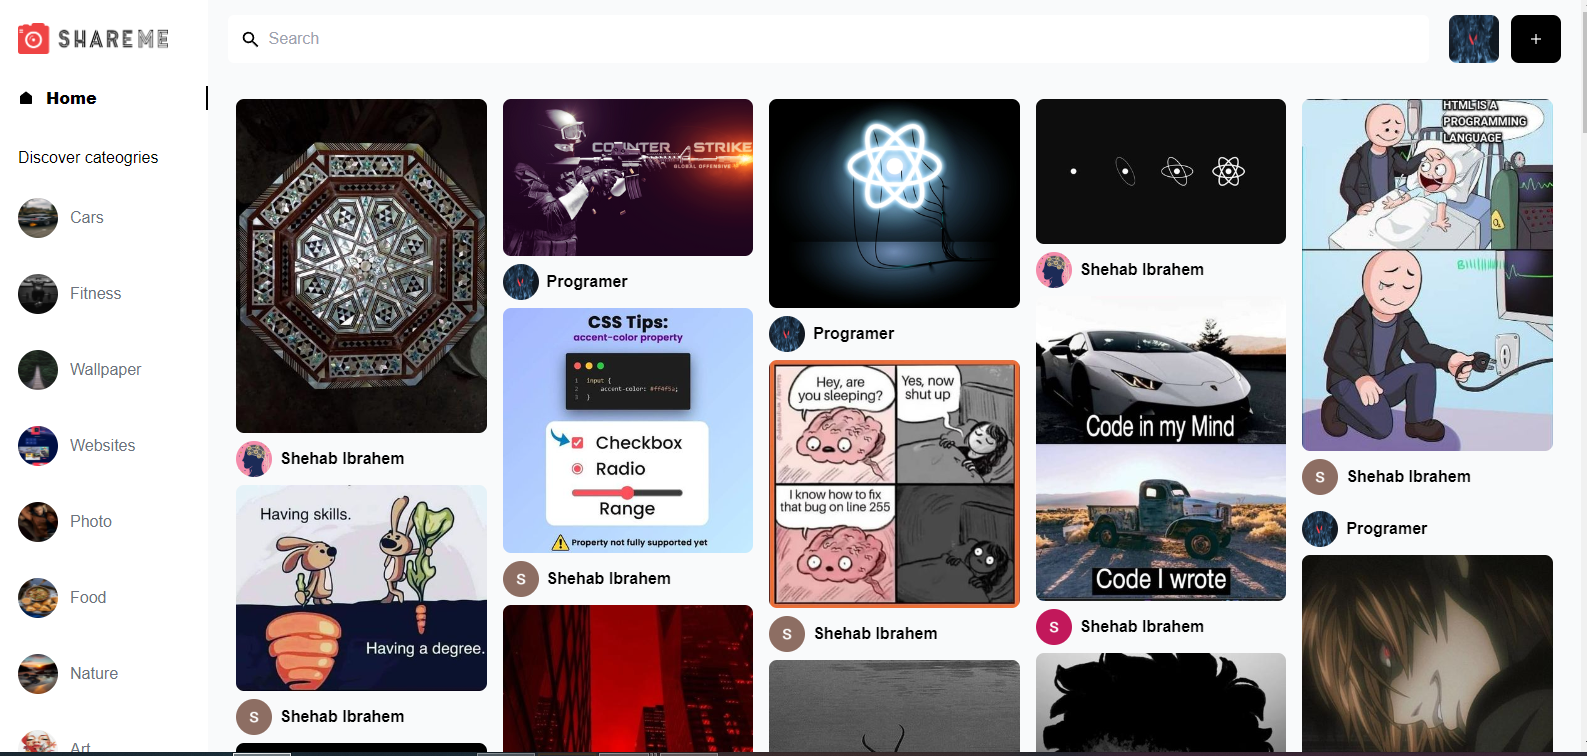 SHAREME
Search
+
Home
Discover cateogries
Cars
Fitness
Wallpaper
Websites
Photo
Food
Nature
Art
Shehab Ibrahem
Having skills.
Having a degree.
S
Shehab Ibrahem
COUNTER STRIKE
GLOBAL OFFENSIVE
Programer
CSS Tips:
accent-color property
1 input {
2 accent-color: #ff4f5a;
3 }
Checkbox
Radio
Range
Property not fully supported yet
S
Shehab Ibrahem
Programer
Hey, are
you sleeping?
Yes, now
shut up
I know how to fix
that bug on line 255
S
Shehab Ibrahem
Shehab Ibrahem
Code in my Mind
Code I wrote
S
Shehab Ibrahem
HTML IS A
PROGRAMMING
LANGUAGE
S
Shehab Ibrahem
Programer